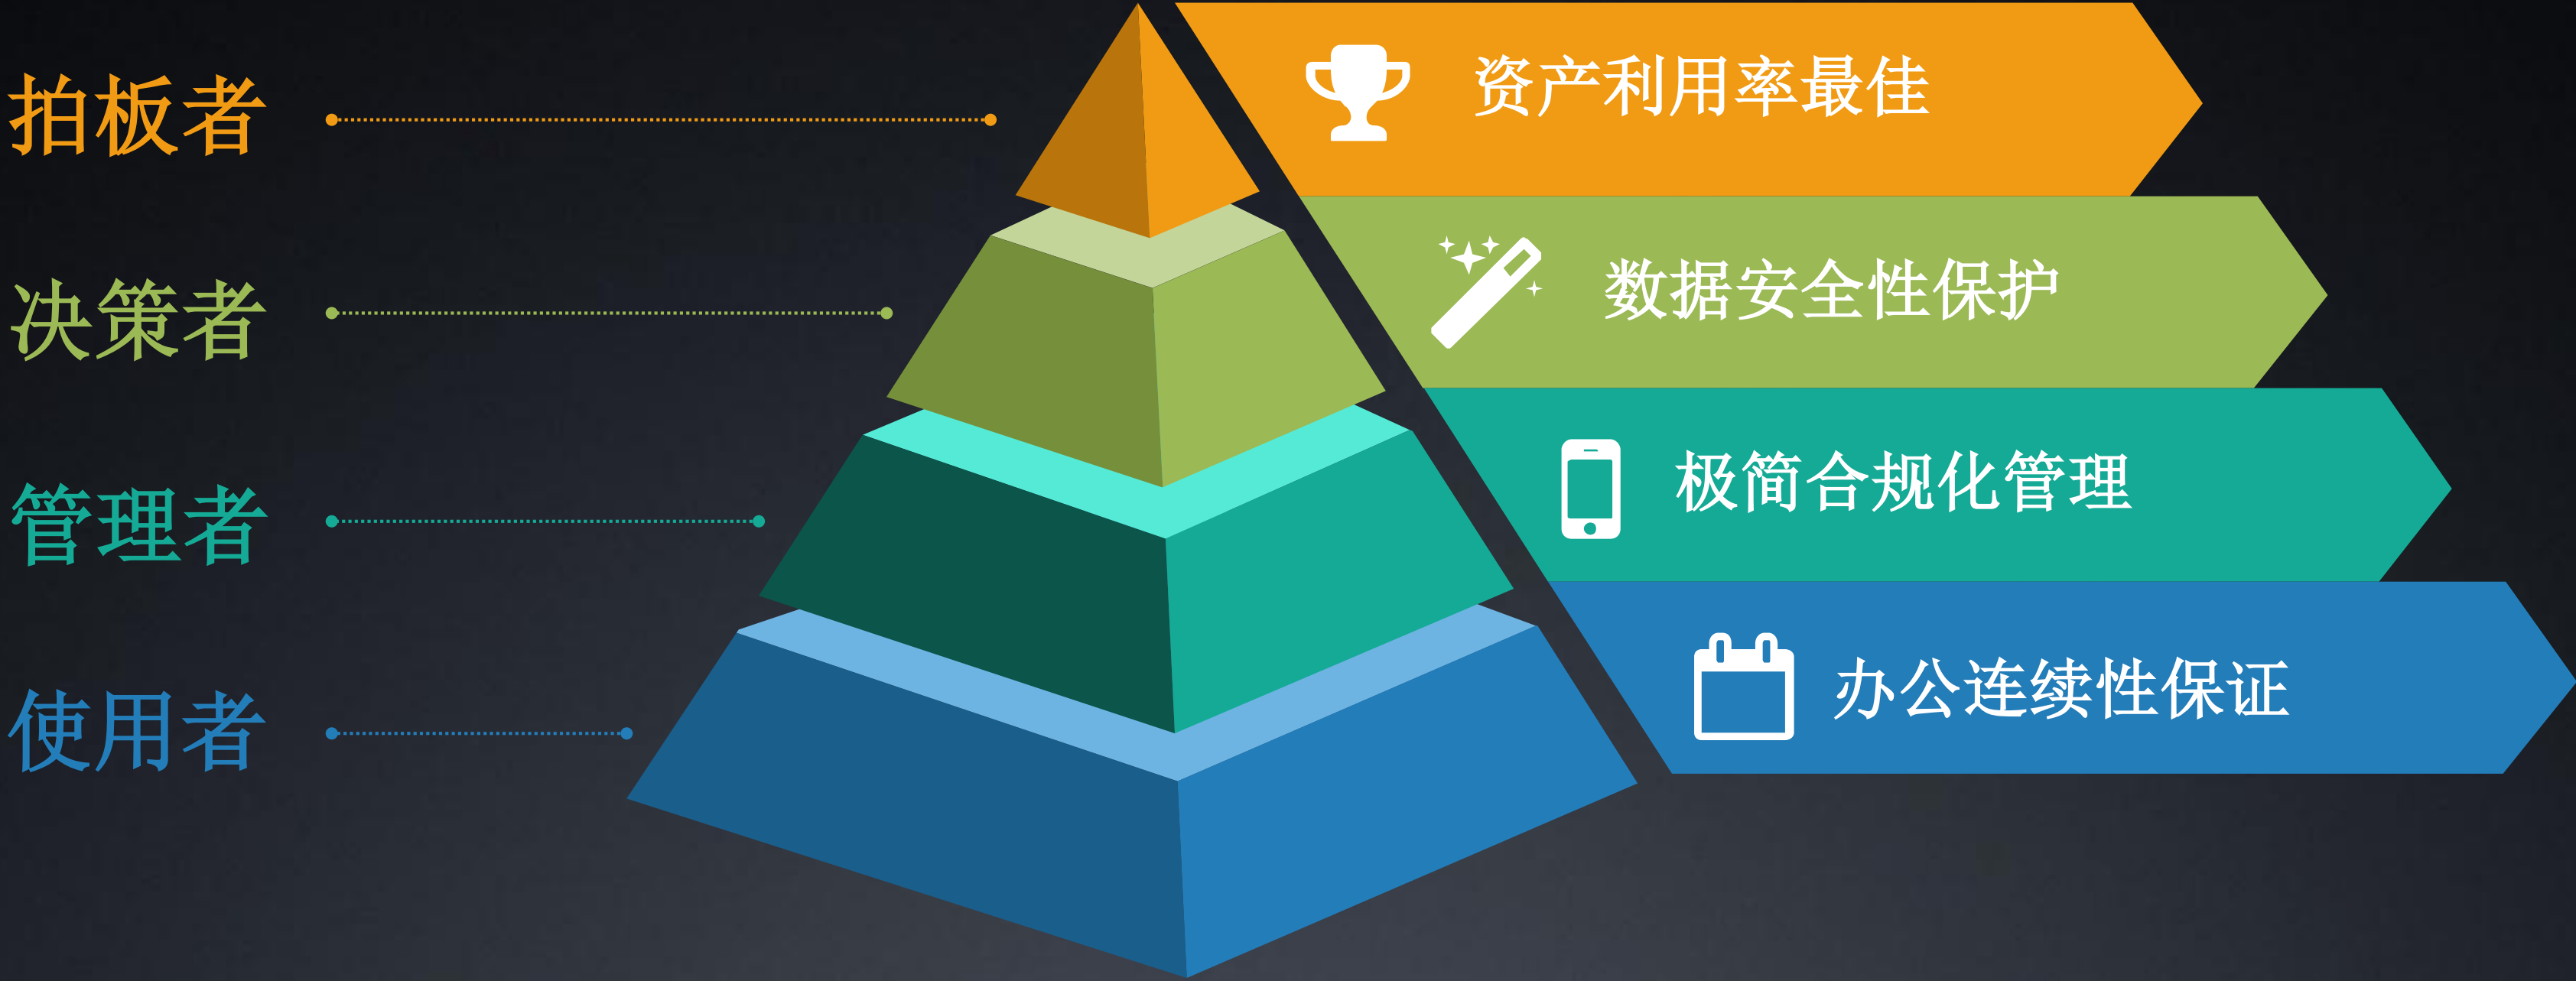 拍板者
资产利用率最佳
决策者
数据安全性保护
管理者
极简合规化管理
使用者
办公连续性保证